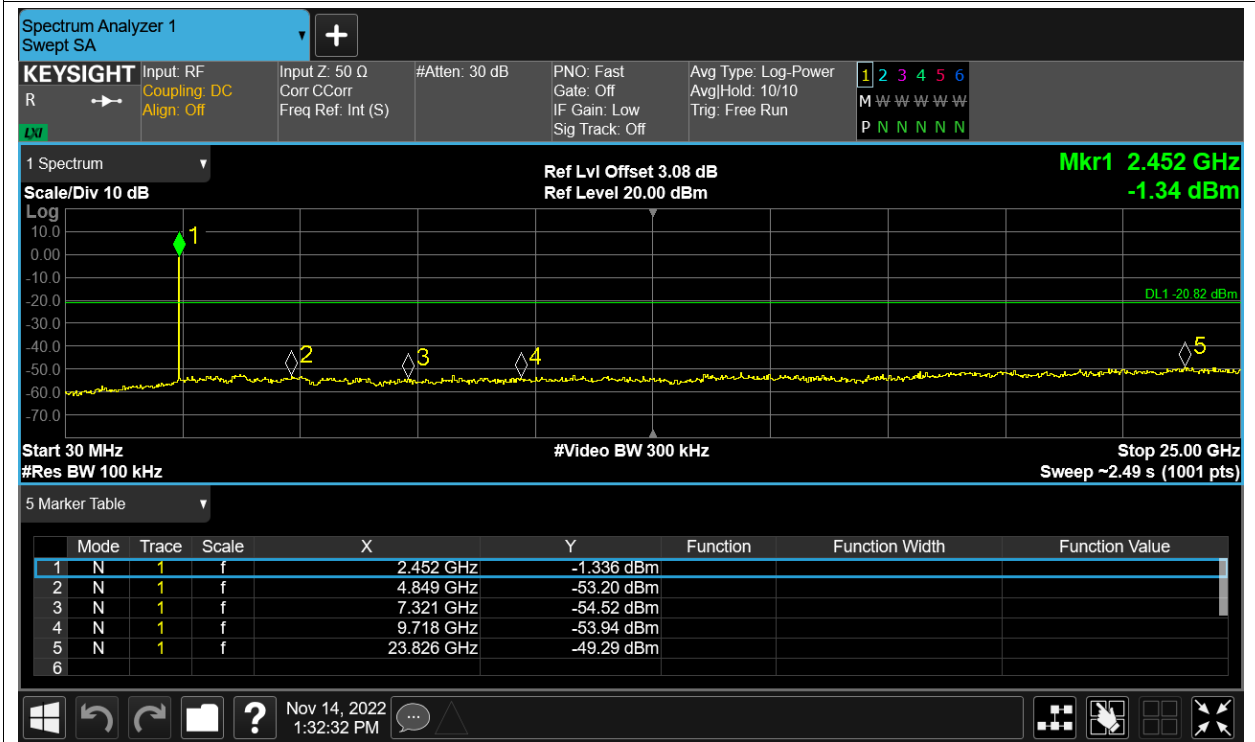 Spectrum Analyzer 1
Swept SA
KEYSIGHT
R
LXI
Input: RF
Coupling: DC
Align: Off
Input Z: 50 Ω
Corr CCorr
Freq Ref: Int (S)
#Atten: 30 dB
PNO: Fast
Gate: Off
IF Gain: Low
Sig Track: Off
Avg Type: Log-Power
Avg|Hold: 10/10
Trig: Free Run
1 2 3 4 5 6
M W W W W W
P N N N N N
1 Spectrum
Scale/Div 10 dB
Ref Lvl Offset 3.08 dB
Ref Level 20.00 dBm
Mkr1 2.452 GHz
-1.34 dBm
Log
10.0
0.00
-10.0
-20.0
-30.0
-40.0
-50.0
-60.0
-70.0
1
2
3
4
5
DL1 -20.82 dBm
Start 30 MHz
#Res BW 100 kHz
#Video BW 300 kHz
Stop 25.00 GHz
Sweep ~2.49 s (1001 pts)
5 Marker Table
Mode Trace Scale X Y Function Function Width Function Value
1 N 1 f 2.452 GHz -1.336 dBm
2 N 1 f 4.849 GHz -53.20 dBm
3 N 1 f 7.321 GHz -54.52 dBm
4 N 1 f 9.718 GHz -53.94 dBm
5 N 1 f 23.826 GHz -49.29 dBm
6
?
Nov 14, 2022
1:32:32 PM